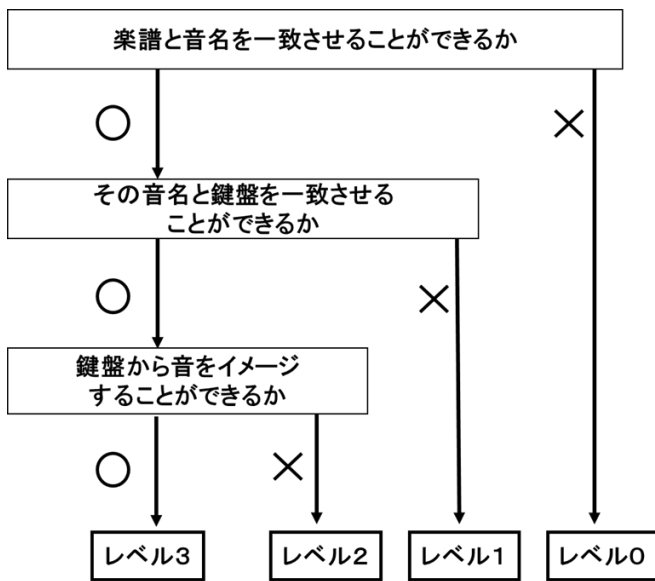 楽譜と音名を一致させることができるか
○
×
その音名と鍵盤を一致させる
ことができるか
○
×
鍵盤から音をイメージ
することができるか
○
×
レベル3
レベル2
レベル1
レベル0